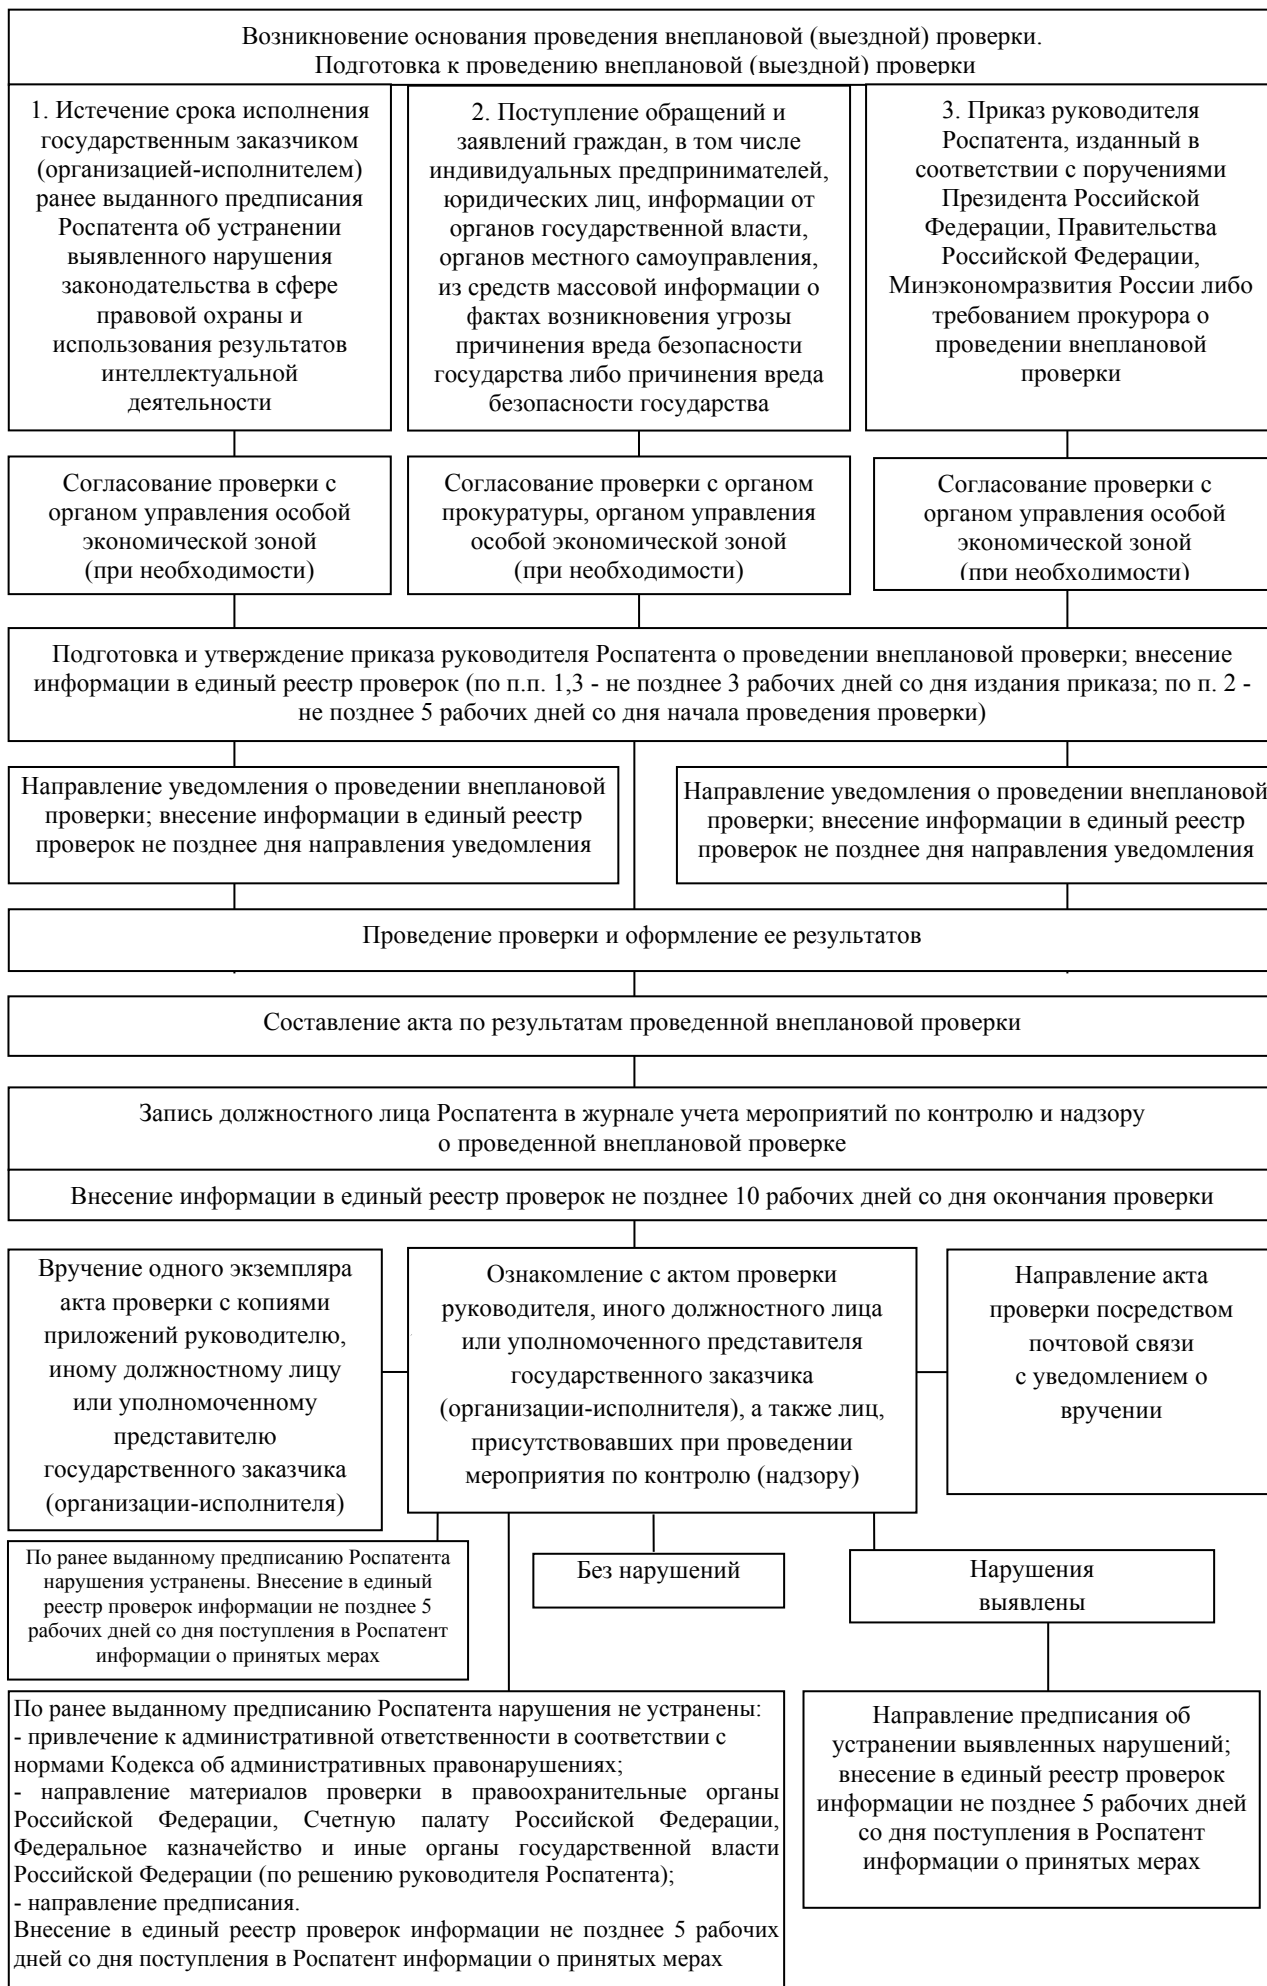 Возникновение основания проведения внеплановой (выездной) проверки.
Подготовка к проведению внеплановой (выездной) проверки
1. Истечение срока исполнения
государственным заказчиком
(организацией-исполнителем)
ранее выданного предписания
Роспатента об устранении
выявленного нарушения
законодательства в сфере
правовой охраны и
использования результатов
интеллектуальной
деятельности
2. Поступление обращений и
заявлений граждан, в том числе
индивидуальных предпринимателей,
юридических лиц, информации от
органов государственной власти,
органов местного самоуправления,
из средств массовой информации о
фактах возникновения угрозы
причинения вреда безопасности
государства либо причинения вреда
безопасности государства
3. Приказ руководителя
Роспатента, изданный в
соответствии с поручениями
Президента Российской
Федерации, Правительства
Российской Федерации,
Минэкономразвития России либо
требованием прокурора о
проведении внеплановой
проверки
Согласование проверки с
органом управления особой
экономической зоной
(при необходимости)
Согласование проверки с органом
прокуратуры, органом управления
особой экономической зоной
(при необходимости)
Согласование проверки с
органом управления особой
экономической зоной
(при необходимости)
Подготовка и утверждение приказа руководителя Роспатента о проведении внеплановой проверки; внесение
информации в единый реестр проверок (по п.п. 1,3 - не позднее 3 рабочих дней со дня издания приказа; по п. 2 -
не позднее 5 рабочих дней со дня начала проведения проверки)
Направление уведомления о проведении внеплановой
проверки; внесение информации в единый реестр
проверок не позднее дня направления уведомления
Направление уведомления о проведении внеплановой
проверки; внесение информации в единый реестр
проверок не позднее дня направления уведомления
Проведение проверки и оформление ее результатов
Составление акта по результатам проведенной внеплановой проверки
Запись должностного лица Роспатента в журнале учета мероприятий по контролю и надзору
о проведенной внеплановой проверке
Внесение информации в единый реестр проверок не позднее 10 рабочих дней со дня окончания проверки
Вручение одного экземпляра
акта проверки с копиями
приложений руководителю,
иному должностному лицу
или уполномоченному
представителю
государственного заказчика
(организации-исполнителя)
Ознакомление с актом проверки
руководителя, иного должностного лица
или уполномоченного представителя
государственного заказчика
(организации-исполнителя), а также лиц,
присутствовавших при проведении
мероприятия по контролю (надзору)
Направление акта
проверки посредством
почтовой связи
с уведомлением о
вручении
По ранее выданному предписанию Роспатента
нарушения устранены. Внесение в единый
реестр проверок информации не позднее 5
рабочих дней со дня поступления в Роспатент
информации о принятых мерах
Без нарушений
Нарушения
выявлены
По ранее выданному предписанию Роспатента нарушения не устранены:
- привлечение к административной ответственности в соответствии с
нормами Кодекса об административных правонарушениях;
- направление материалов проверки в правоохранительные органы
Российской Федерации, Счетную палату Российской Федерации,
Федеральное казначейство и иные органы государственной власти
Российской Федерации (по решению руководителя Роспатента);
- направление предписания.
Внесение в единый реестр проверок информации не позднее 5 рабочих
дней со дня поступления в Роспатент информации о принятых мерах
Направление предписания об
устранении выявленных нарушений;
внесение в единый реестр проверок
информации не позднее 5 рабочих дней
со дня поступления в Роспатент
информации о принятых мерах